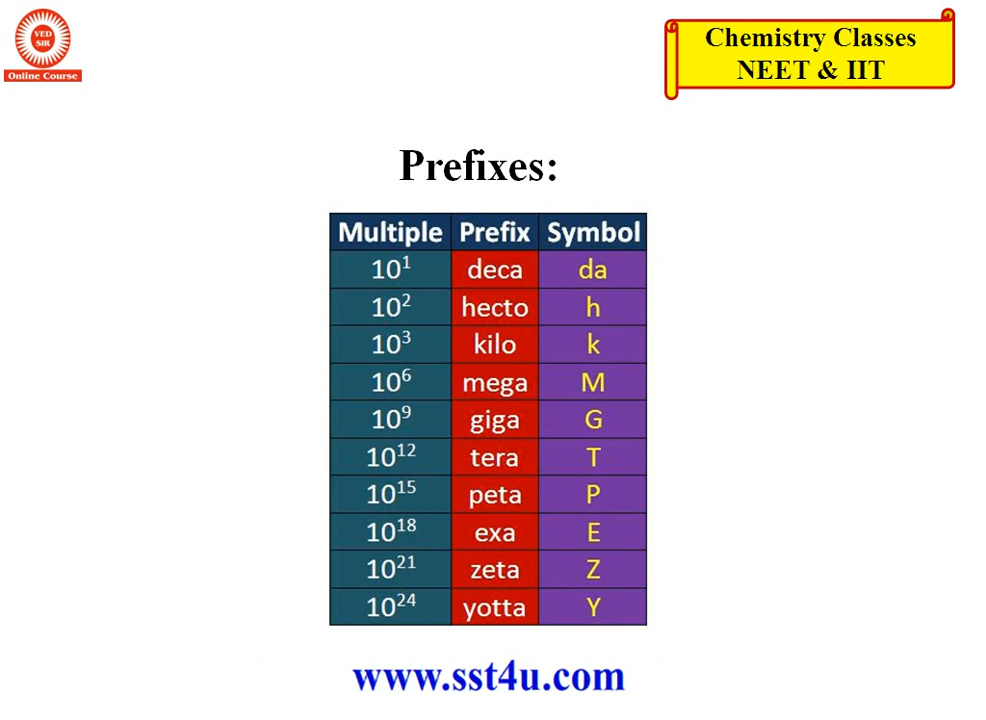 VED
SIR
Online Course
Chemistry Classes
NEET & IIT
Prefixes:
Multiple Prefix Symbol
10¹ deca da
10² hecto h
10³ kilo k
10⁶ mega M
10⁹ giga G
10¹² tera T
10¹⁵ peta P
10¹⁸ exa E
10²¹ zeta Z
10²⁴ yotta Y
www.sst4u.com